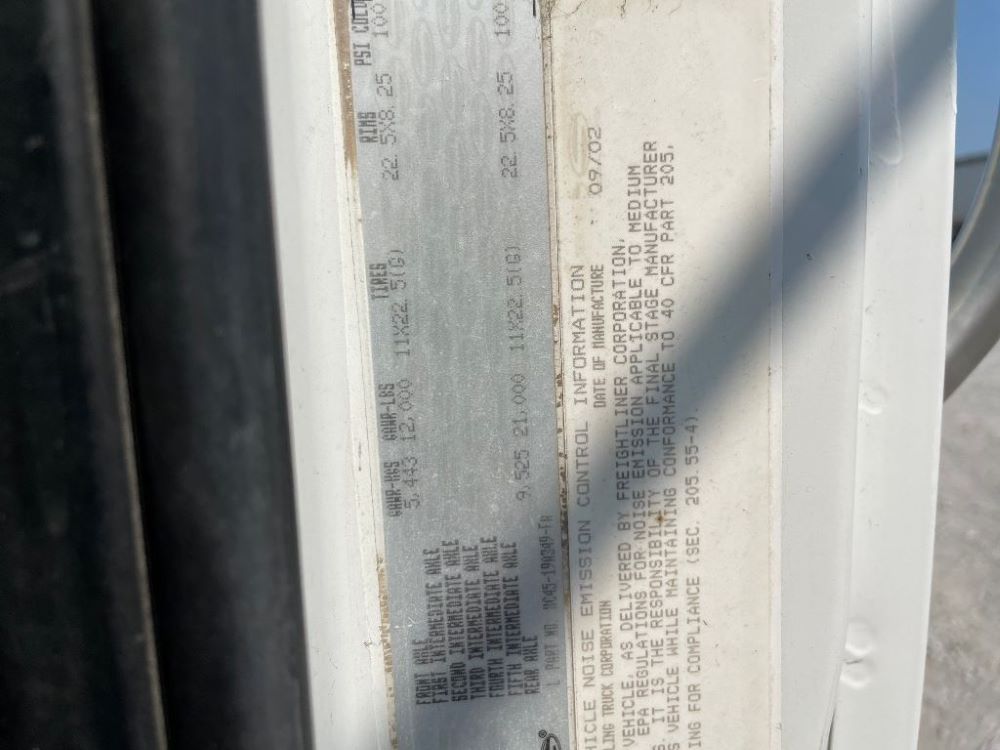 GAWR-KGS GAWR-LBS TIRES RIMS PSI COLD
FRONT AXLE 5,443 12,000 11X22.5(G) 22.5X8.25 100
FIRST INTERMEDIATE AXLE
SECOND INTERMEDIATE AXLE
THIRD INTERMEDIATE AXLE
FOURTH INTERMEDIATE AXLE
FIFTH INTERMEDIATE AXLE
REAR AXLE 9,525 21,000 11X22.5(G) 22.5X8.25 100
PART NO.
HICLE NOISE EMISSION CONTROL INFORMATION
LING TRUCK CORPORATION DATE OF MANUFACTURE 09/02
VEHICLE, AS DELIVERED BY FREIGHTLINER CORPORATION,
EPA REGULATIONS FOR NOISE EMISSION APPLICABLE TO MEDIUM
S. IT IS THE RESPONSIBILITY OF THE FINAL STAGE MANUFACTURER
S VEHICLE WHILE MAINTAINING CONFORMANCE TO 40 CFR PART 205,
ING FOR COMPLIANCE (SEC. 205.55-4).